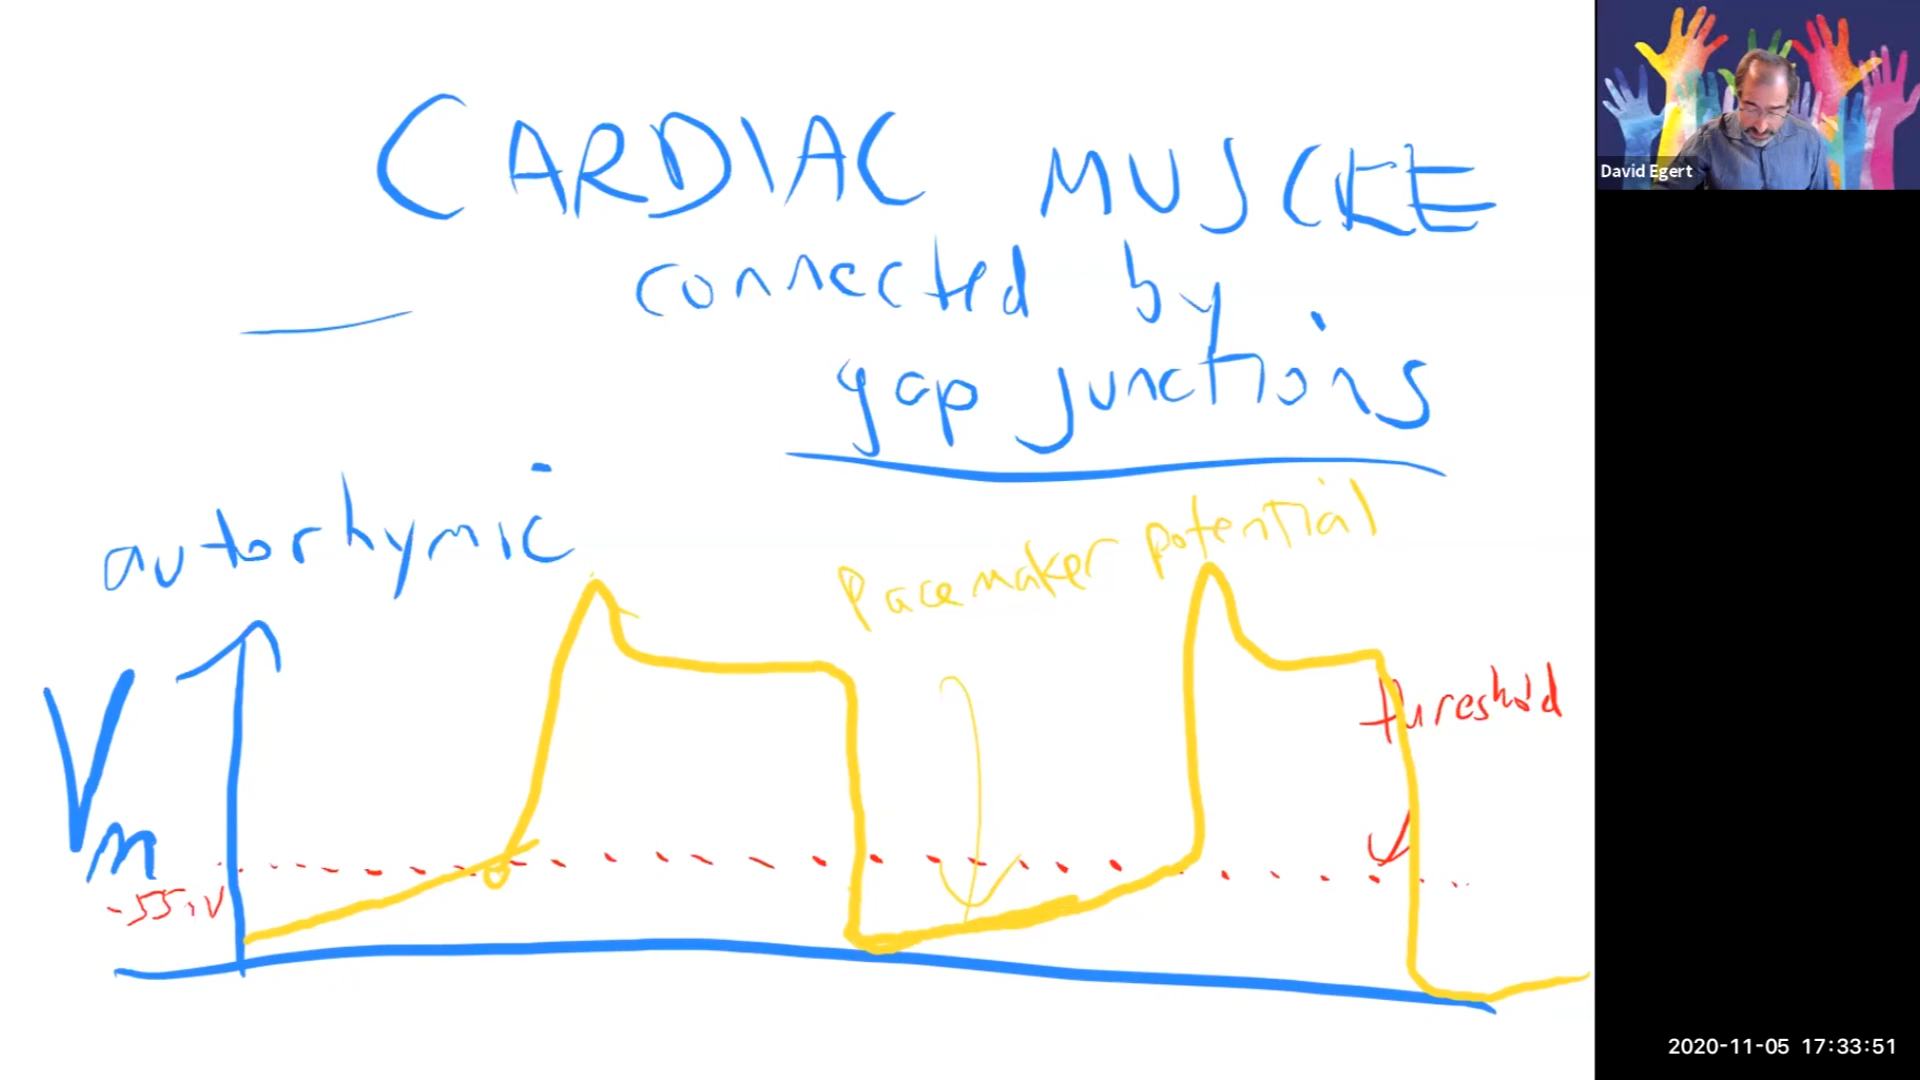 CARDIAC MUSCLE
connected by
gap junctions
autorhymic
Pacemaker potential
threshold
Vm
David Egert
2020-11-05 17:33:51